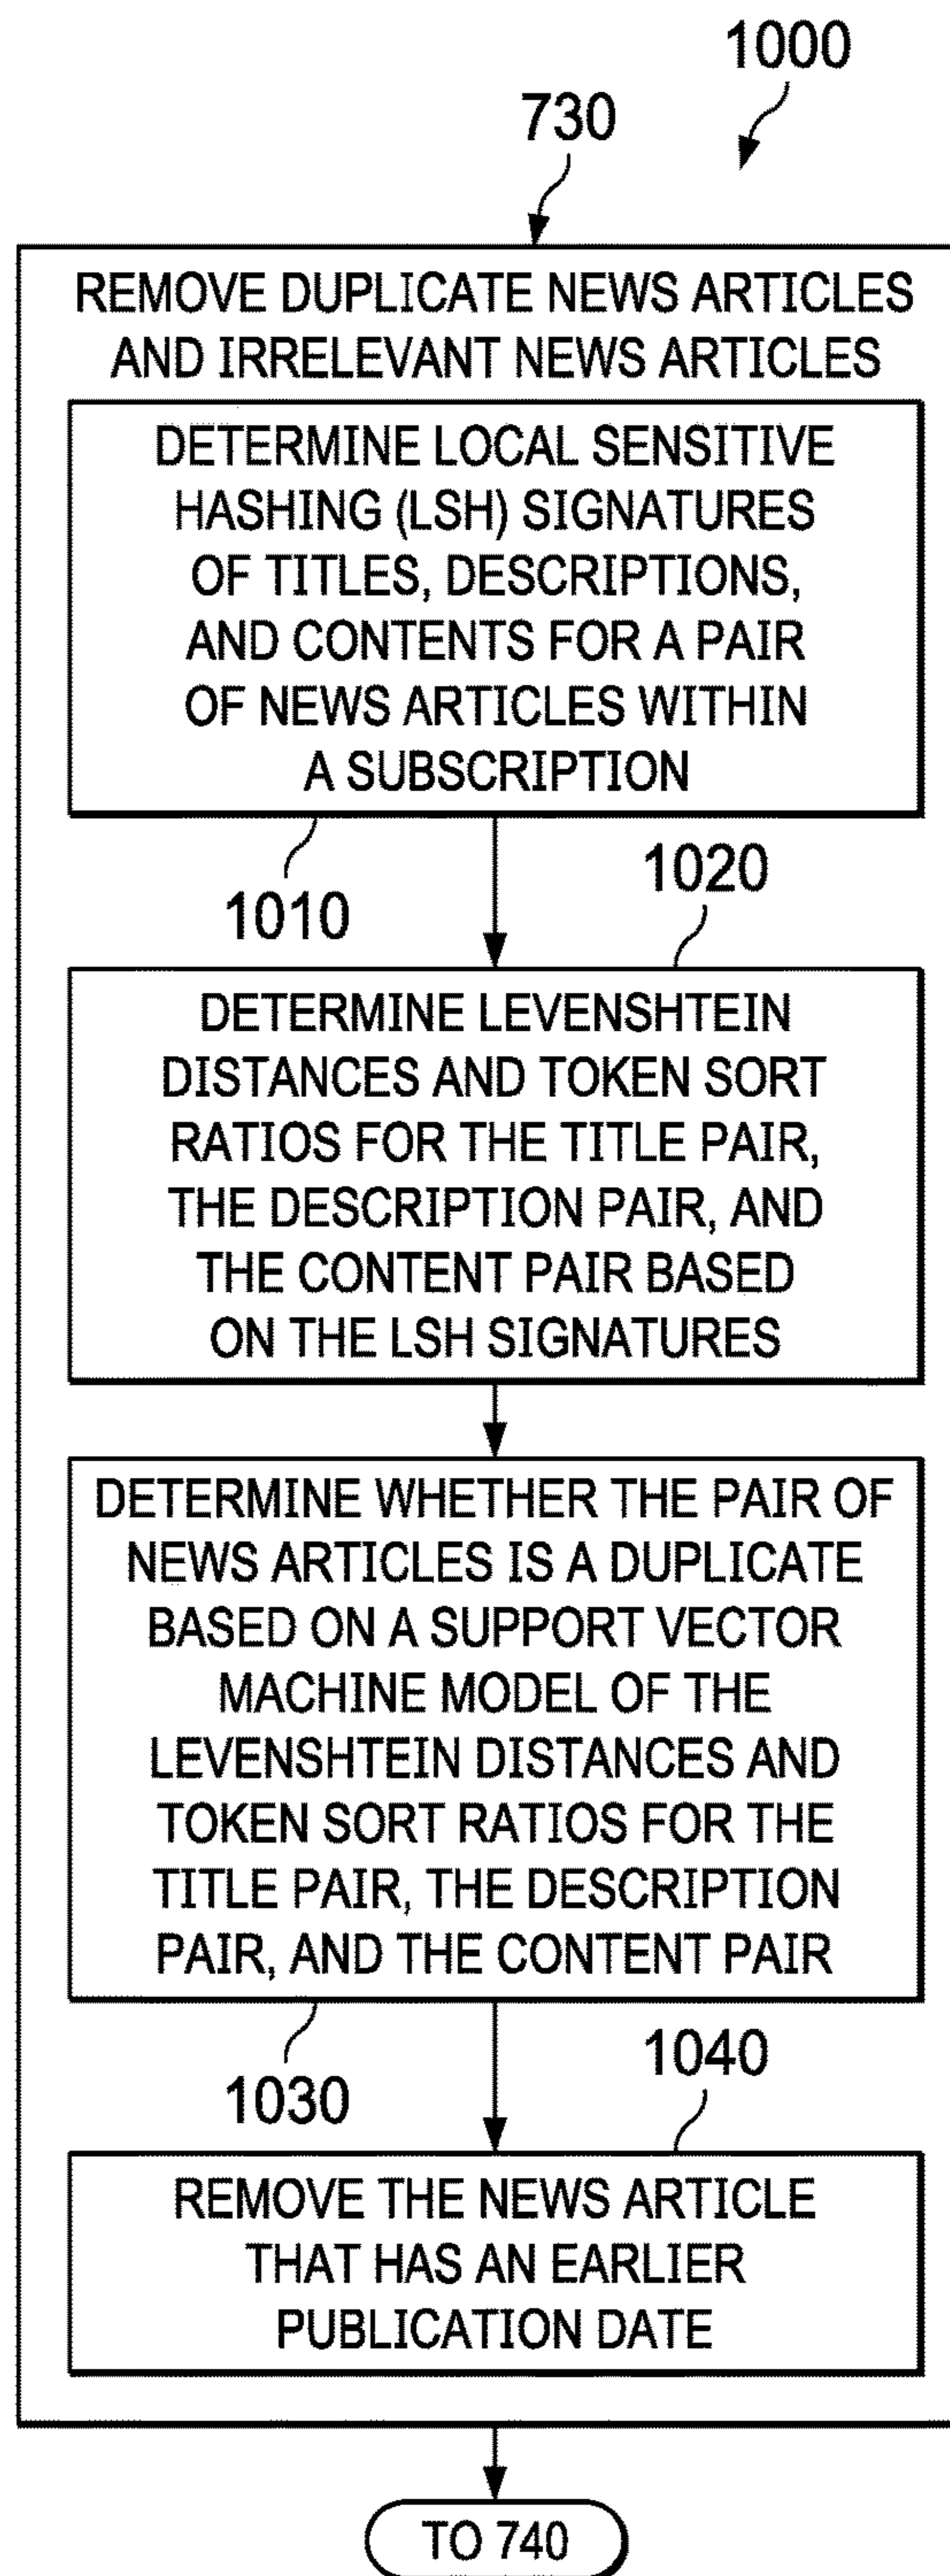 1000
730
REMOVE DUPLICATE NEWS ARTICLES
AND IRRELEVANT NEWS ARTICLES
DETERMINE LOCAL SENSITIVE
HASHING (LSH) SIGNATURES
OF TITLES, DESCRIPTIONS,
AND CONTENTS FOR A PAIR
OF NEWS ARTICLES WITHIN
A SUBSCRIPTION
1010
1020
DETERMINE LEVENSHTEIN
DISTANCES AND TOKEN SORT
RATIOS FOR THE TITLE PAIR,
THE DESCRIPTION PAIR, AND
THE CONTENT PAIR BASED
ON THE LSH SIGNATURES
DETERMINE WHETHER THE PAIR OF
NEWS ARTICLES IS A DUPLICATE
BASED ON A SUPPORT VECTOR
MACHINE MODEL OF THE
LEVENSHTEIN DISTANCES AND
TOKEN SORT RATIOS FOR THE
TITLE PAIR, THE DESCRIPTION
PAIR, AND THE CONTENT PAIR
1030
1040
REMOVE THE NEWS ARTICLE
THAT HAS AN EARLIER
PUBLICATION DATE
TO 740